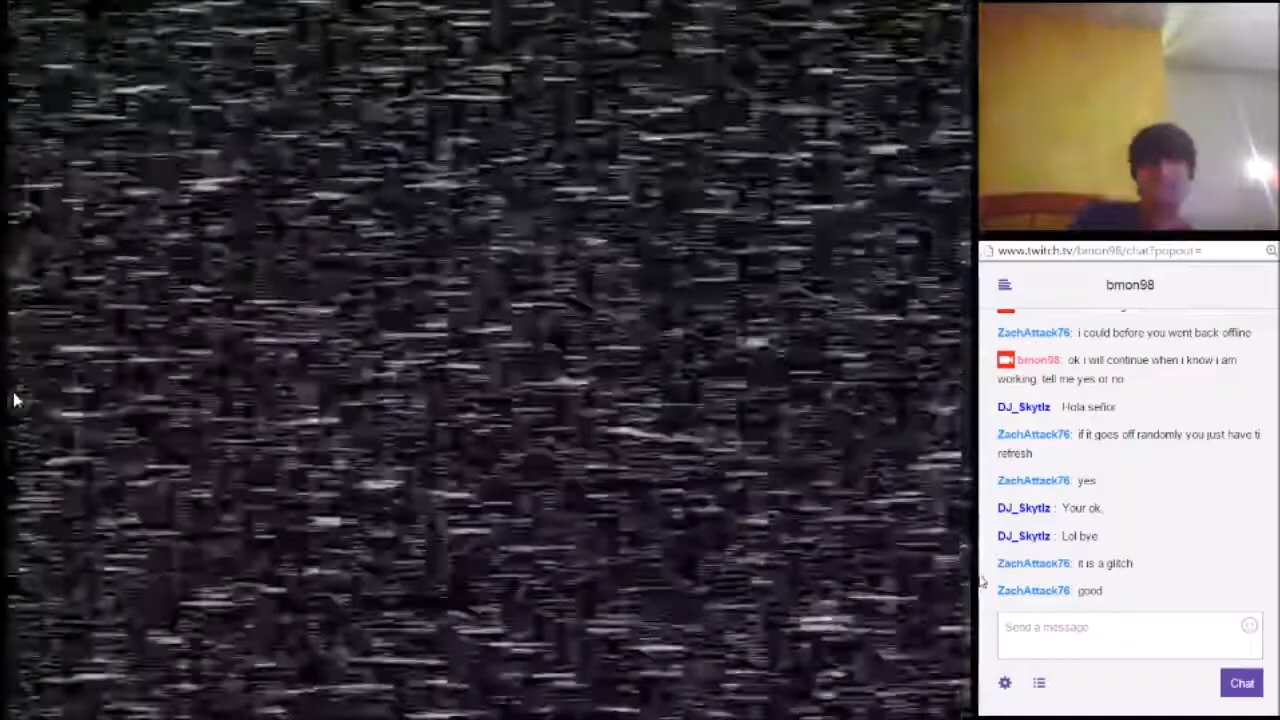 www.twitch.tv/bmon98/chat?popout=
bmon98
ZachAttack76: i could before you went back offline
bmon98: ok i will continue when i know i am
working. tell me yes or no
DJ_Skytlz Hola señor
ZachAttack76: if it goes off randomly you just have ti
refresh
ZachAttack76: yes
DJ_Skytlz : Your ok,
DJ_Skytlz : Lol bye
ZachAttack76: it is a glitch
ZachAttack76: good
Send a message
Chat